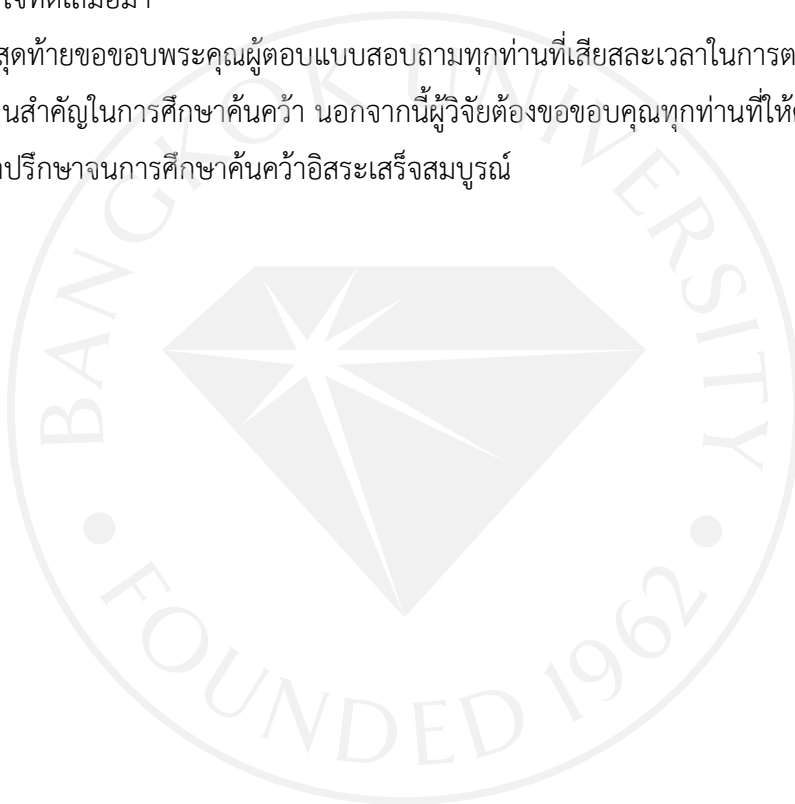 สุดท้ายขอขอบพระคุณผู้ตอบแบบสอบถามทุกท่านที่เสียสละเวลาในการต
นสำคัญในการศึกษาค้นคว้า นอกจากนี้ผู้วิจัยต้องขอขอบคุณทุกท่านที่ให้
ปรึกษาจนการศึกษาค้นคว้าอิสระเสร็จสมบูรณ์
BANGKOK UNIVERSITY
FOUNDED 1962